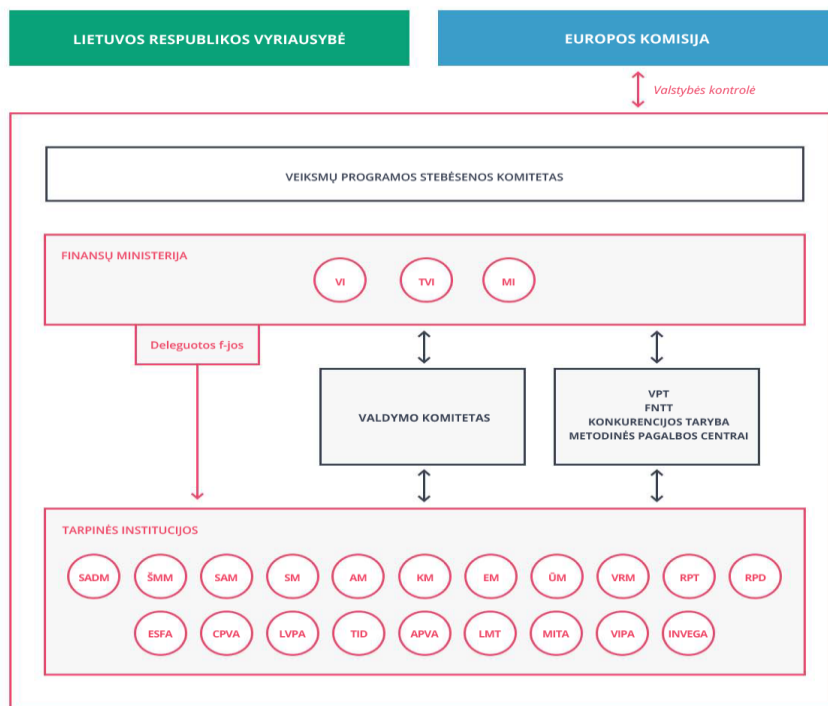 LIETUVOS RESPUBLIKOS VYRIAUSYBĖ
EUROPOS KOMISIJA
Valstybės kontrolė
VEIKSMŲ PROGRAMOS STEBĖSENOS KOMITETAS
FINANSŲ MINISTERIJA
VI TVI MI
Deleguotos f-jos
VALDYMO KOMITETAS
VPT
FNTT
KONKURENCIJOS TARYBA
METODINĖS PAGALBOS CENTRAI
TARPINĖS INSTITUCIJOS
SADM ŠMM SAM SM AM KM EM ŪM VRM RPT RPD
ESFA CPVA LVPA TID APVA LMT MITA VIPA INVEGA